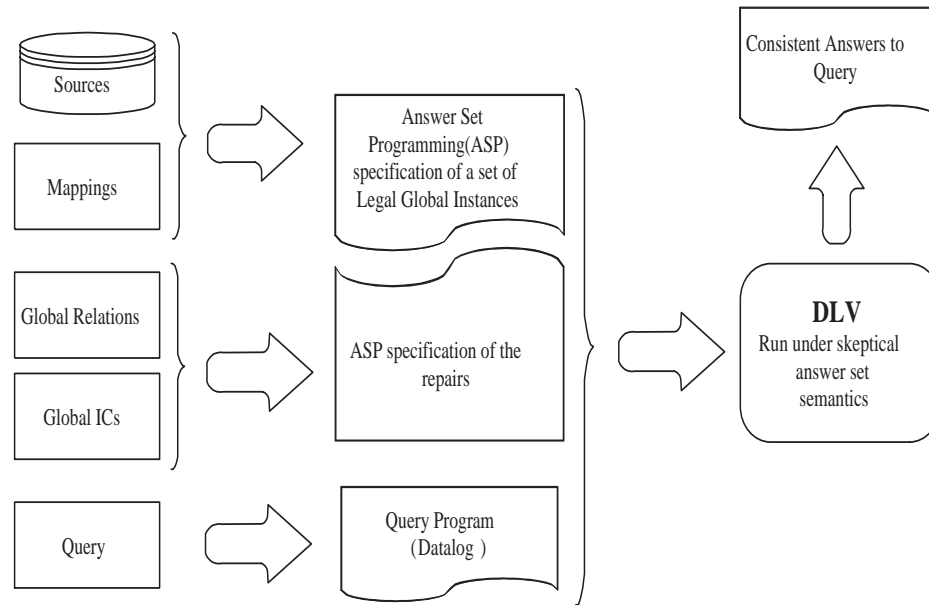 Sources
Mappings
Global Relations
Global ICs
Query
Answer Set
Programming(ASP)
specification of a set of
Legal Global Instances
ASP specification of the
repairs
Query Program
(Datalog )
Consistent Answers to
Query
DLV
Run under skeptical
answer set
semantics